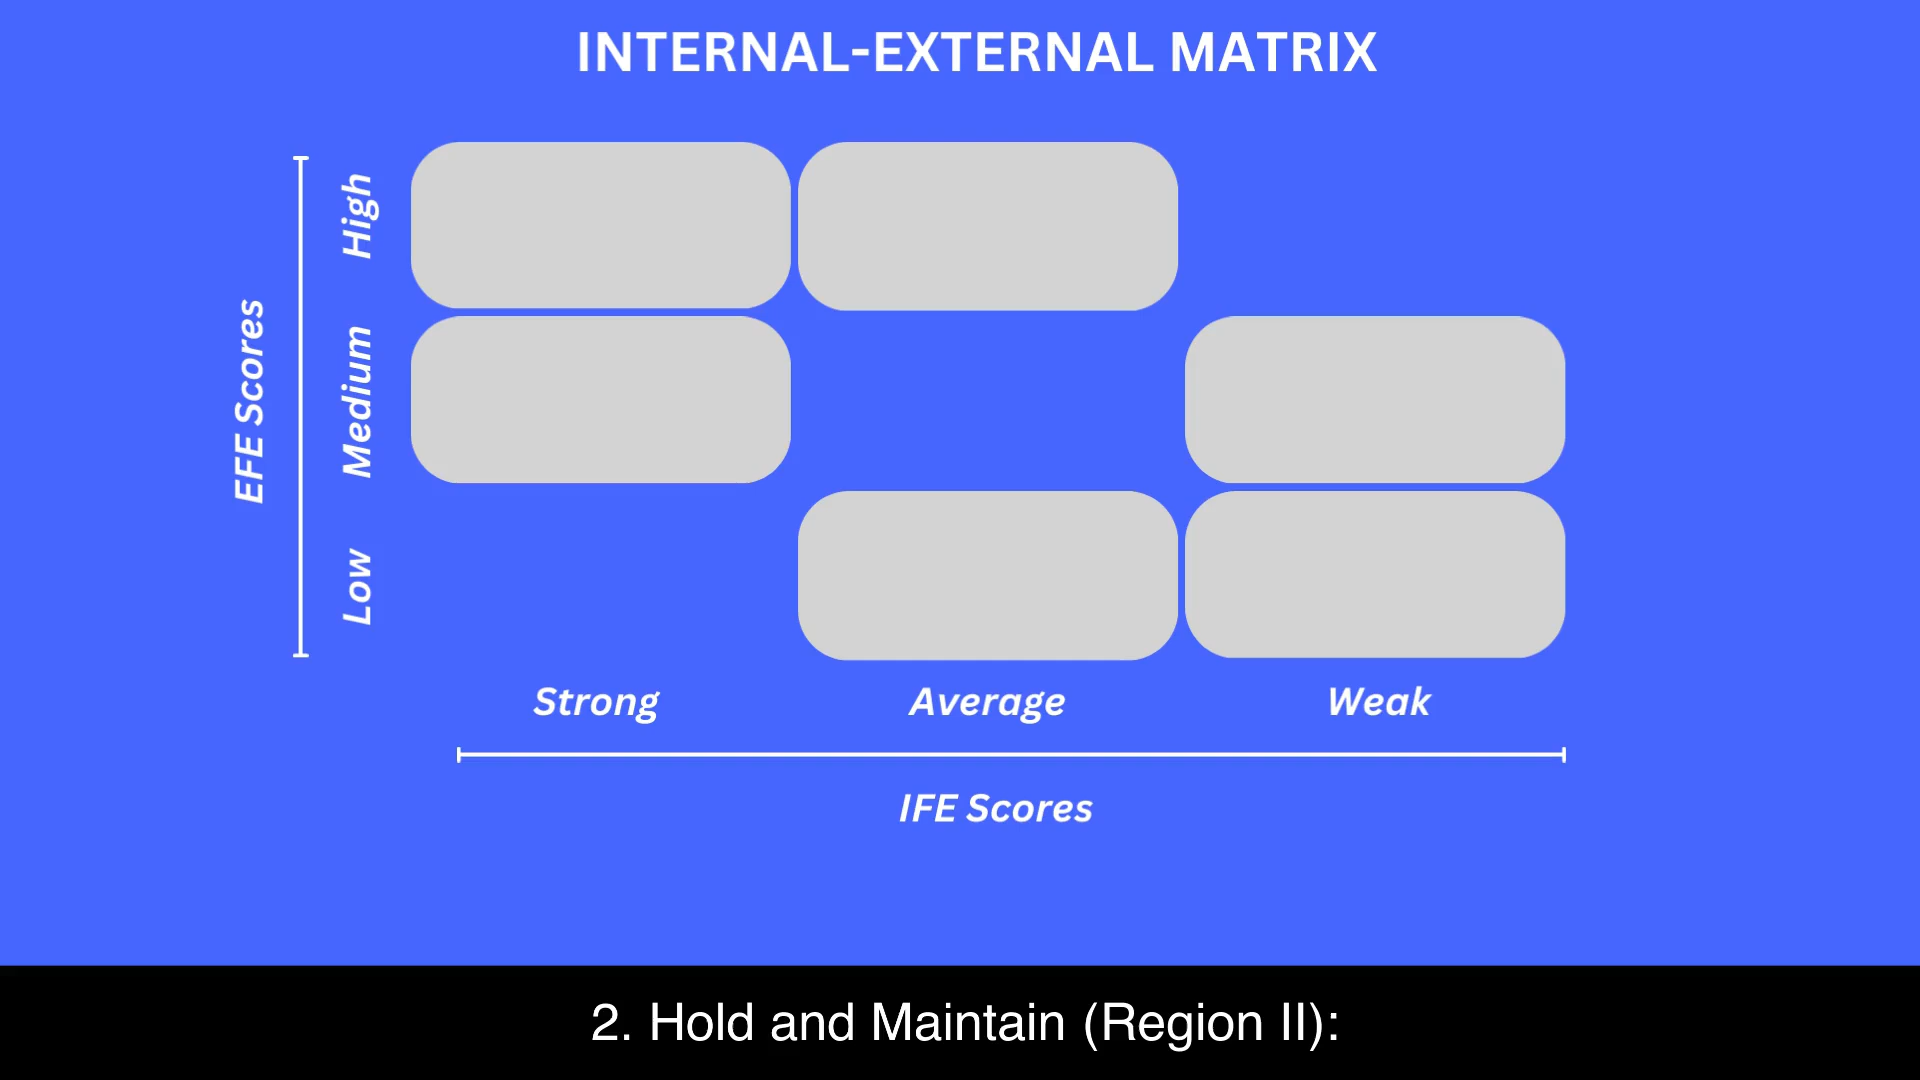 INTERNAL-EXTERNAL MATRIX
EFE Scores
High
Medium
Low
Strong
Average
Weak
IFE Scores
2. Hold and Maintain (Region II):